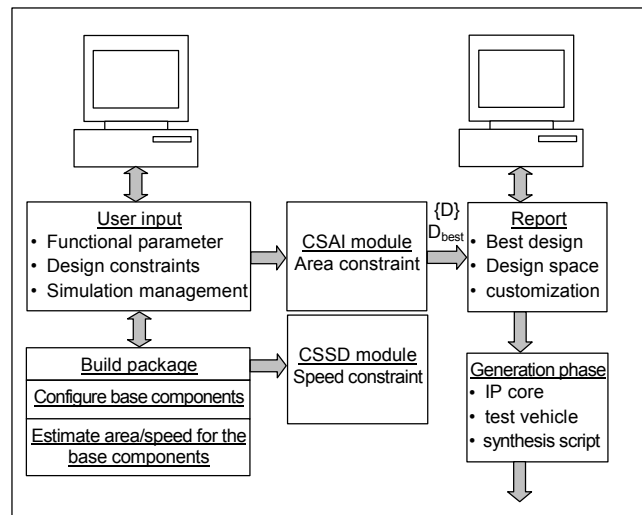 User input
• Functional parameter
• Design constraints
• Simulation management
CSAI module
Area constraint
{D}
D_best
Report
• Best design
• Design space
• customization
Build package
Configure base components
Estimate area/speed for the
base components
CSSD module
Speed constraint
Generation phase
• IP core
• test vehicle
• synthesis script